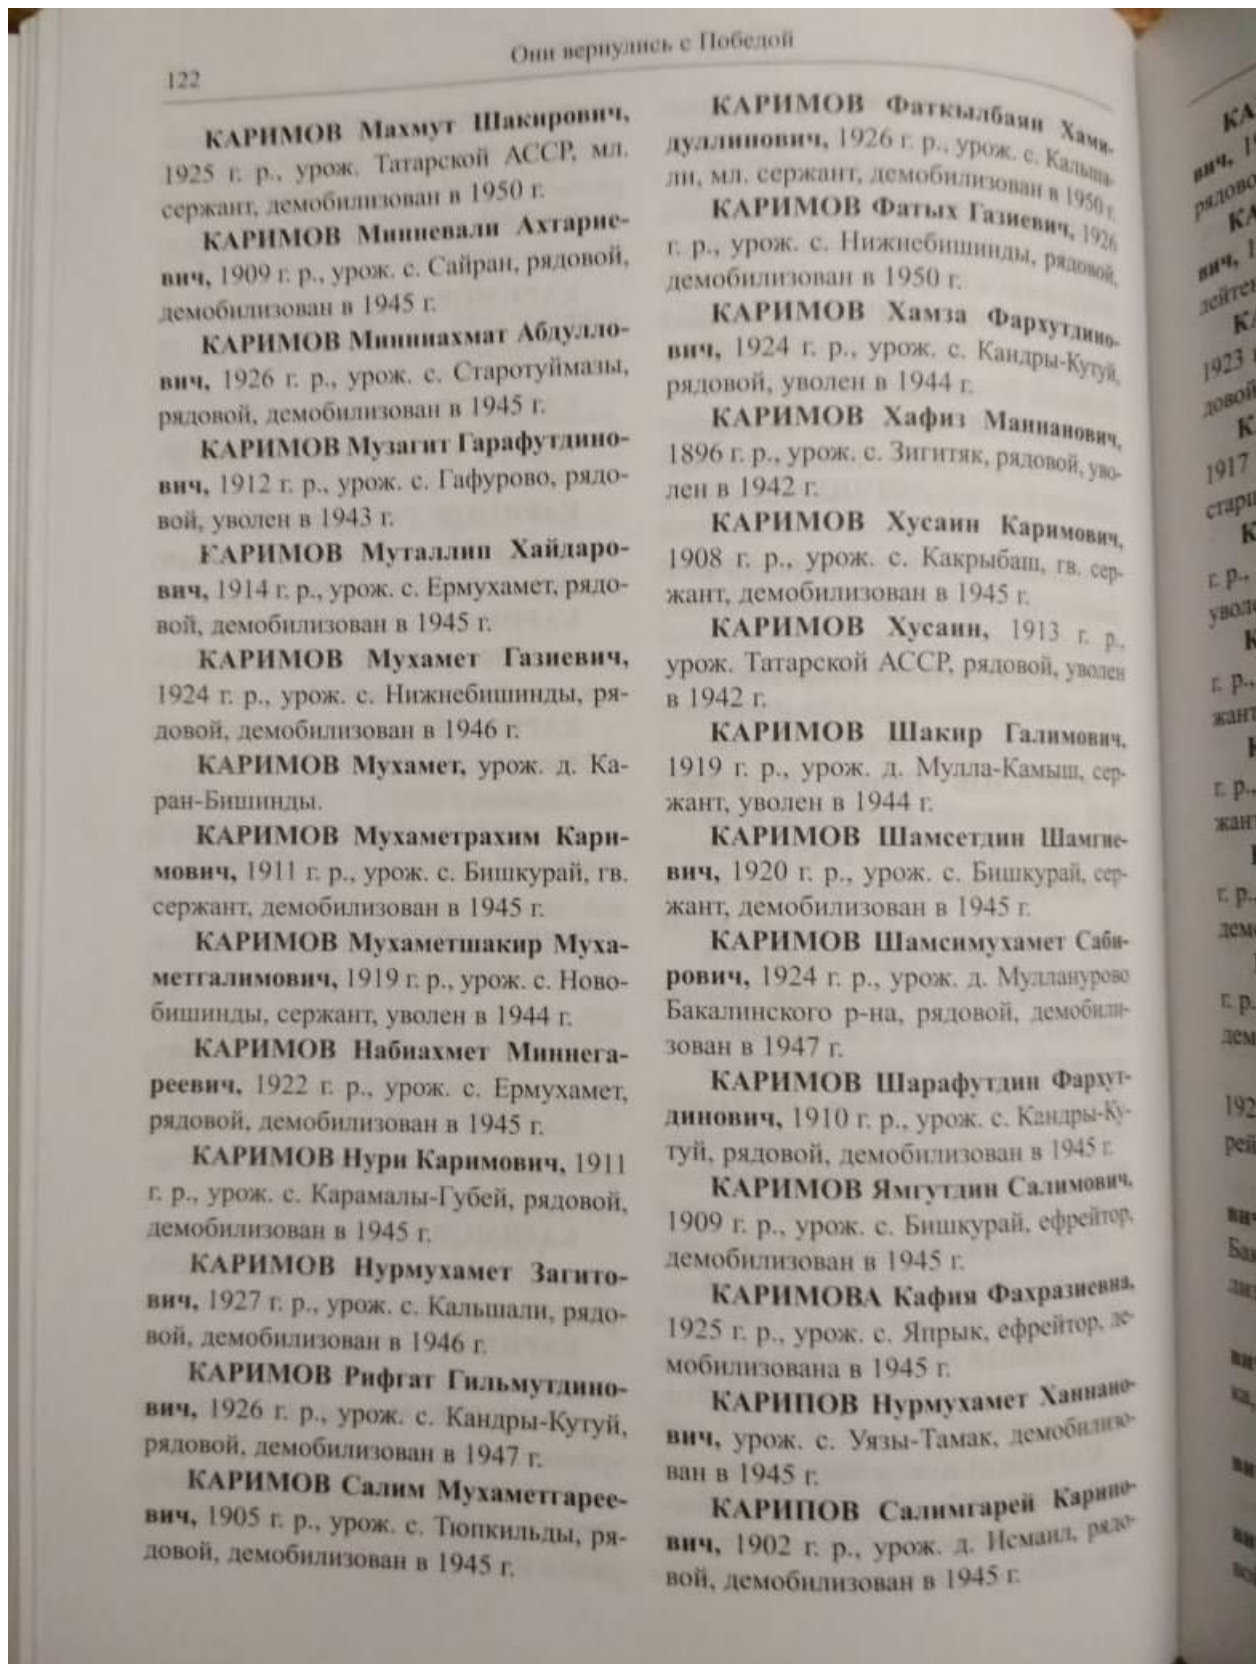 Они вернулись с Победой
122
КАРИМОВ Махмут Шакирович,
1925 г. р., урож. Татарской АССР, мл.
сержант, демобилизован в 1950 г.
КАРИМОВ Минневали Ахтарие-
вич, 1909 г. р., урож. с. Сайран, рядовой,
демобилизован в 1945 г.
КАРИМОВ Минниахмат Абдулло-
вич, 1926 г. р., урож. с. Старотуймазы,
рядовой, демобилизован в 1945 г.
КАРИМОВ Музагит Гарафутдино-
вич, 1912 г. р., урож. с. Гафурово, рядо-
вой, уволен в 1943 г.
КАРИМОВ Муталлип Хайдаро-
вич, 1914 г. р., урож. с. Ермухамет, рядо-
вой, демобилизован в 1945 г.
КАРИМОВ Мухамет Газиевич,
1924 г. р., урож. с. Нижнебишинды, ря-
довой, демобилизован в 1946 г.
КАРИМОВ Мухамет, урож. д. Ка-
ран-Бишинды.
КАРИМОВ Мухаметрахим Кари-
мович, 1911 г. р., урож. с. Бишкурай, гв.
сержант, демобилизован в 1945 г.
КАРИМОВ Мухаметшакир Муха-
метгалимович, 1919 г. р., урож. с. Ново-
бишинды, сержант, уволен в 1944 г.
КАРИМОВ Набиахмет Миннега-
реевич, 1922 г. р., урож. с. Ермухамет,
рядовой, демобилизован в 1945 г.
КАРИМОВ Нури Каримович, 1911
г. р., урож. с. Карамалы-Губей, рядовой,
демобилизован в 1945 г.
КАРИМОВ Нурмухамет Загито-
вич, 1927 г. р., урож. с. Кальшали, рядо-
вой, демобилизован в 1946 г.
КАРИМОВ Рифгат Гильмутдино-
вич, 1926 г. р., урож. с. Кандры-Кутуй,
рядовой, демобилизован в 1947 г.
КАРИМОВ Салим Мухаметгарее-
вич, 1905 г. р., урож. с. Тюпкильды, ря-
довой, демобилизован в 1945 г.
КАРИМОВ Фаткылбаян Хами-
дуллинович, 1926 г. р., урож. с. Кальша-
ли, мл. сержант, демобилизован в 1950 г.
КАРИМОВ Фатых Газиевич, 1926
г. р., урож. с. Нижнебишинды, рядовой,
демобилизован в 1950 г.
КАРИМОВ Хамза Фархутдино-
вич, 1924 г. р., урож. с. Кандры-Кутуй,
рядовой, уволен в 1944 г.
КАРИМОВ Хафиз Маннанович,
1896 г. р., урож. с. Зигитяк, рядовой, уво-
лен в 1942 г.
КАРИМОВ Хусаин Каримович,
1908 г. р., урож. с. Какрыбаш, гв. сер-
жант, демобилизован в 1945 г.
КАРИМОВ Хусаин, 1913 г. р.,
урож. Татарской АССР, рядовой, уволен
в 1942 г.
КАРИМОВ Шакир Галимович,
1919 г. р., урож. д. Мулла-Камыш, сер-
жант, уволен в 1944 г.
КАРИМОВ Шамсетдин Шамгие-
вич, 1920 г. р., урож. с. Бишкурай, сер-
жант, демобилизован в 1945 г.
КАРИМОВ Шамсимухамет Саби-
рович, 1924 г. р., урож. д. Муллануpово
Бакалинского р-на, рядовой, демобили-
зован в 1947 г.
КАРИМОВ Шарафутдин Фархут-
динович, 1910 г. р., урож. с. Кандры-Ку-
туй, рядовой, демобилизован в 1945 г.
КАРИМОВ Ямгутдин Салимович,
1909 г. р., урож. с. Бишкурай, ефрейтор,
демобилизован в 1945 г.
КАРИМОВА Кафия Фахразиевна,
1925 г. р., урож. с. Япрык, ефрейтор, де-
мобилизована в 1945 г.
КАРИПОВ Нурмухамет Ханнано-
вич, урож. с. Уязы-Тамак, демобилизо-
ван в 1945 г.
КАРИПОВ Салимгарей Карипо-
вич, 1902 г. р., урож. д. Исмаил, рядо-
вой, демобилизован в 1945 г.